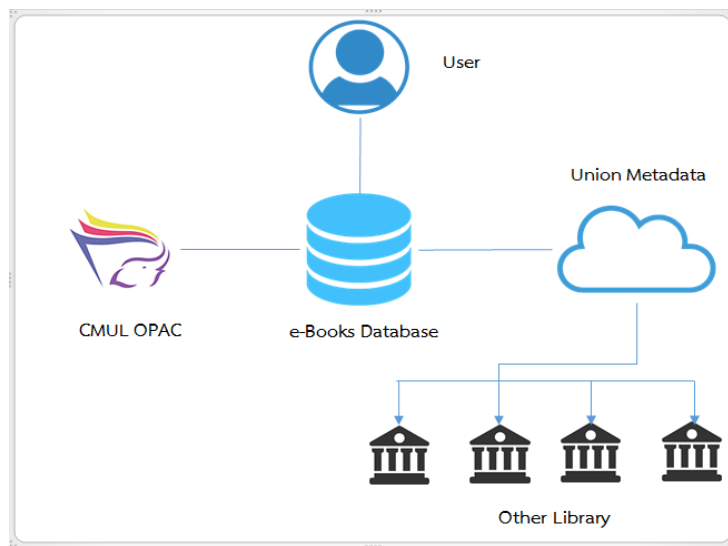 User
Union Metadata
CMUL OPAC
e-Books Database
Other Library